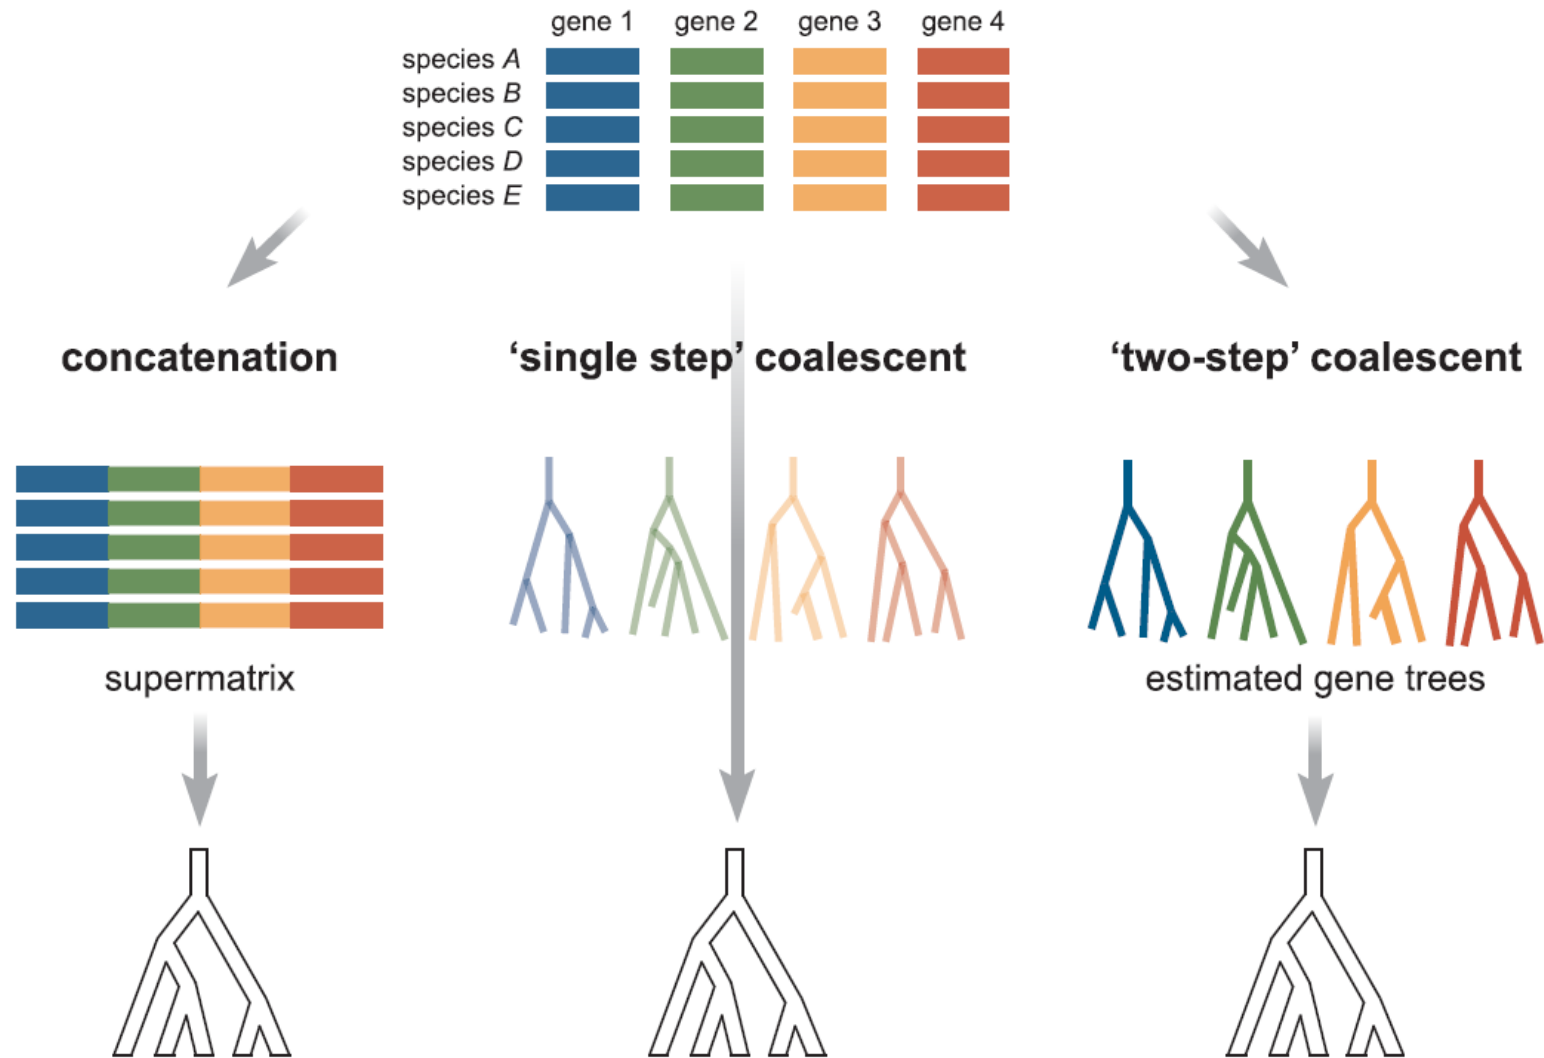 gene 1 gene 2 gene 3 gene 4
species A
species B
species C
species D
species E
concatenation
‘single step’ coalescent
‘two-step’ coalescent
supermatrix
estimated gene trees